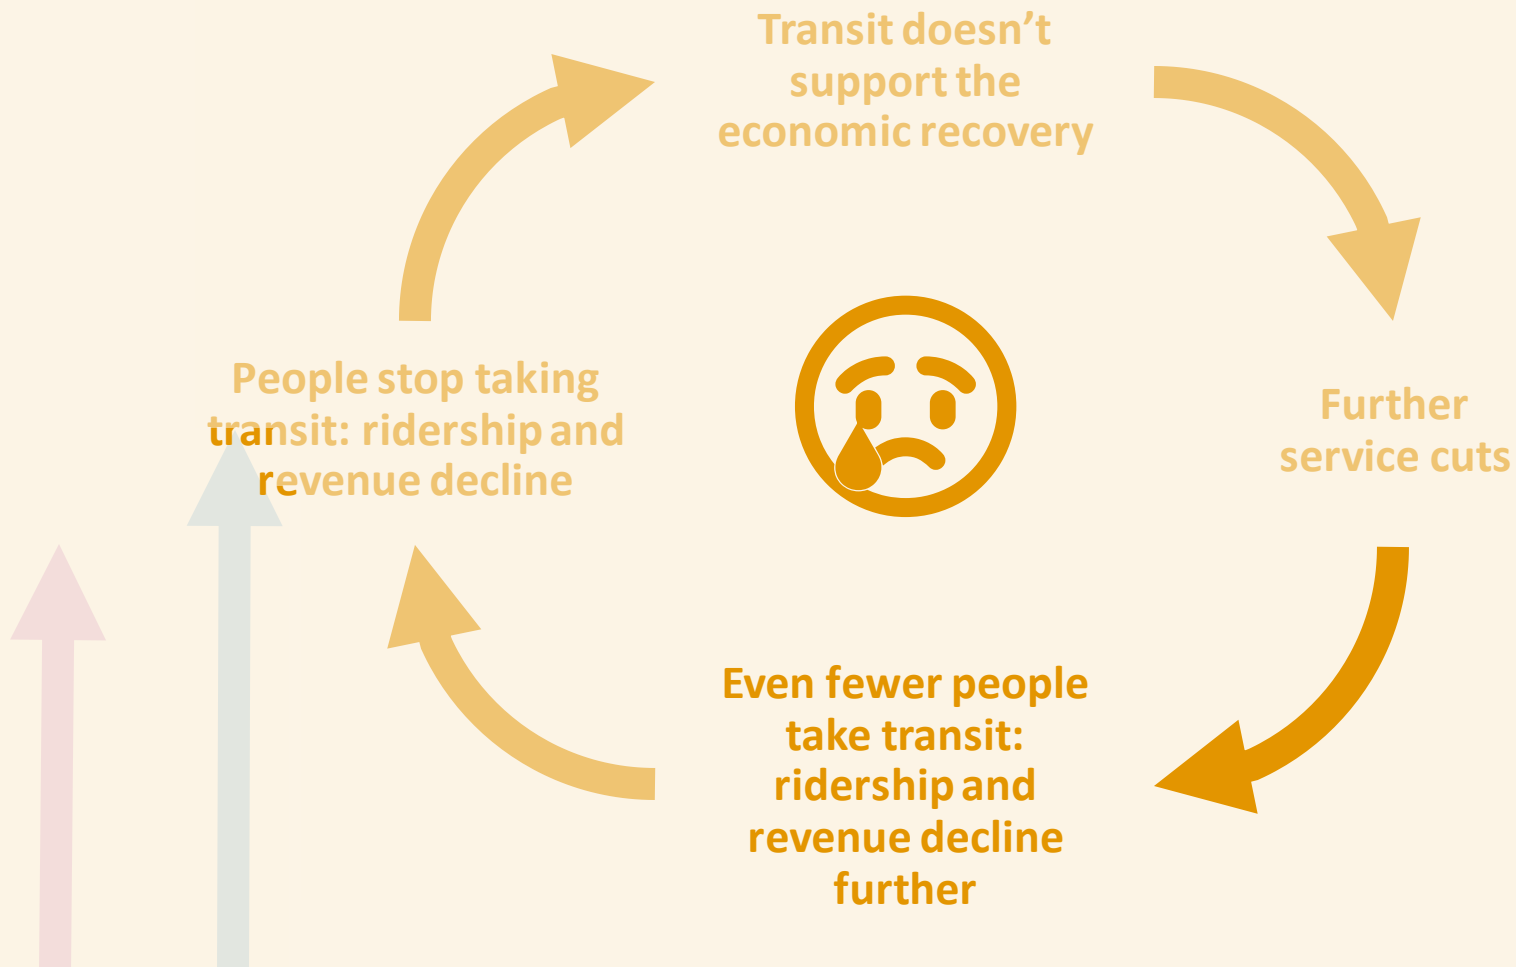 Transit doesn’t
support the
economic recovery
People stop taking
transit: ridership and
revenue decline
Further
service cuts
Even fewer people
take transit:
ridership and
revenue decline
further